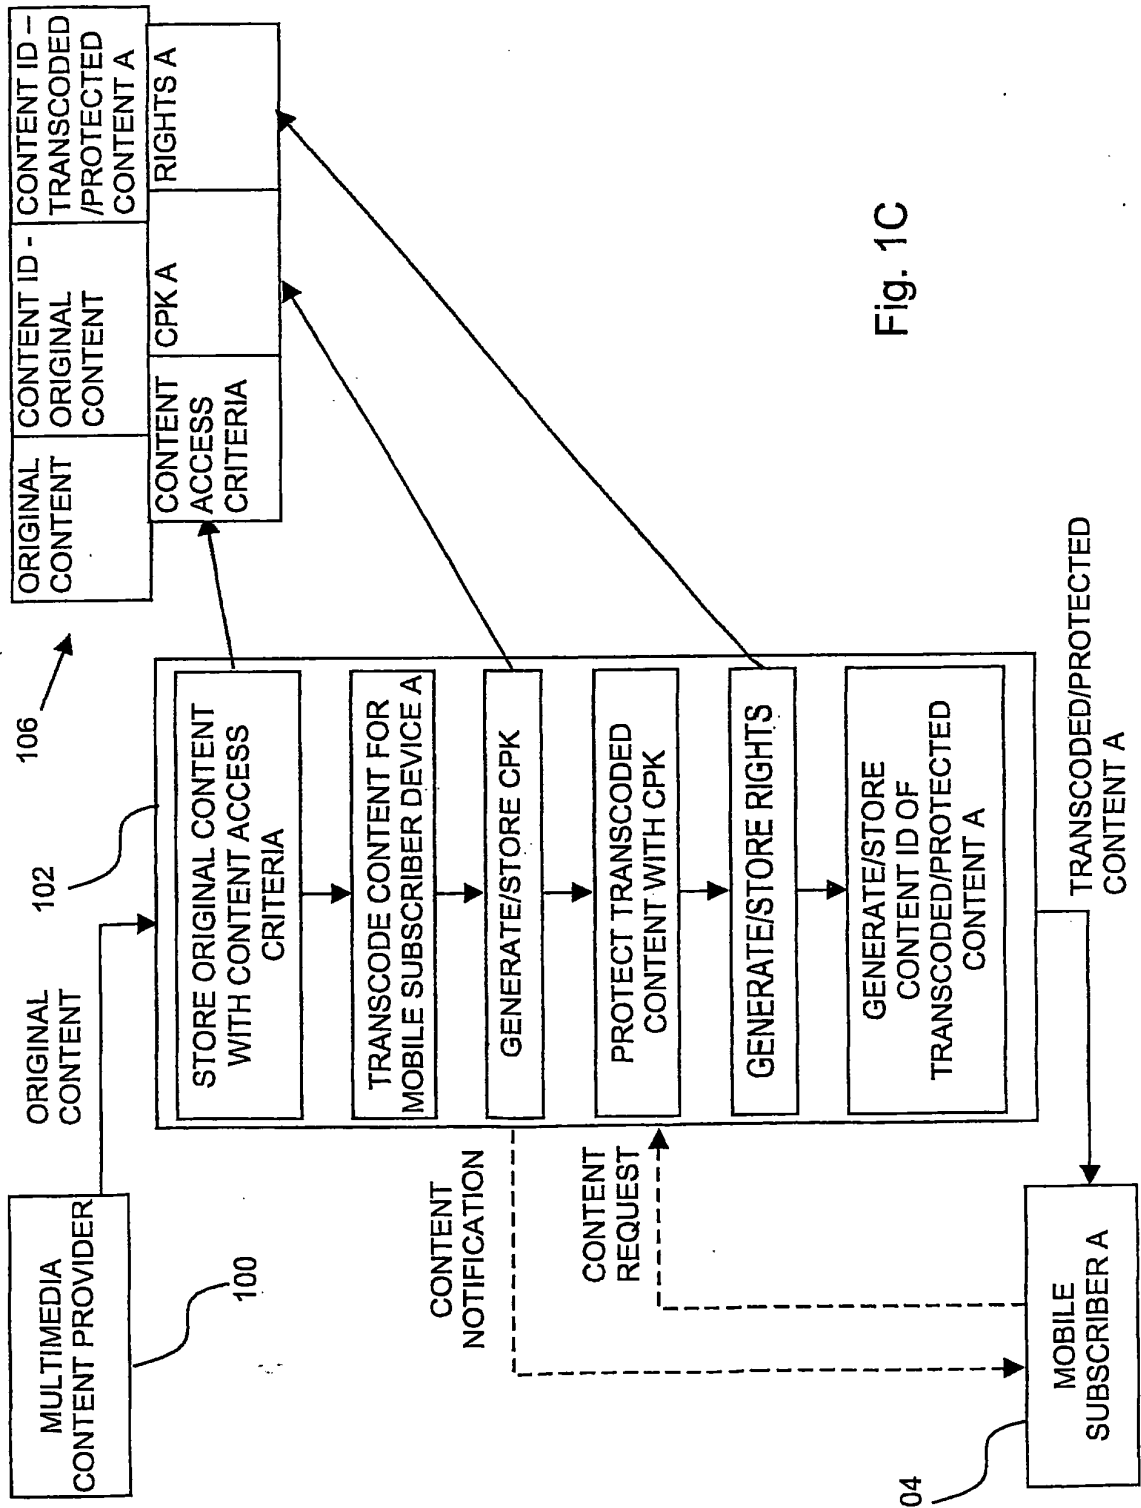 MULTIMEDIA
CONTENT PROVIDER
100
ORIGINAL
CONTENT
102
STORE ORIGINAL CONTENT
WITH CONTENT ACCESS
CRITERIA
TRANSCODE CONTENT FOR
MOBILE SUBSCRIBER DEVICE A
GENERATE/STORE CPK
PROTECT TRANSCODED
CONTENT WITH CPK
GENERATE/STORE RIGHTS
GENERATE/STORE
CONTENT ID OF
TRANSCODED/PROTECTED
CONTENT A
106
ORIGINAL
CONTENT
CONTENT ID -
ORIGINAL
CONTENT
CONTENT ID –
TRANSCODED
/PROTECTED
CONTENT A
CONTENT
ACCESS
CRITERIA
CPK A
RIGHTS A
CONTENT
NOTIFICATION
CONTENT
REQUEST
04
MOBILE
SUBSCRIBER A
TRANSCODED/PROTECTED
CONTENT A
Fig. 1C